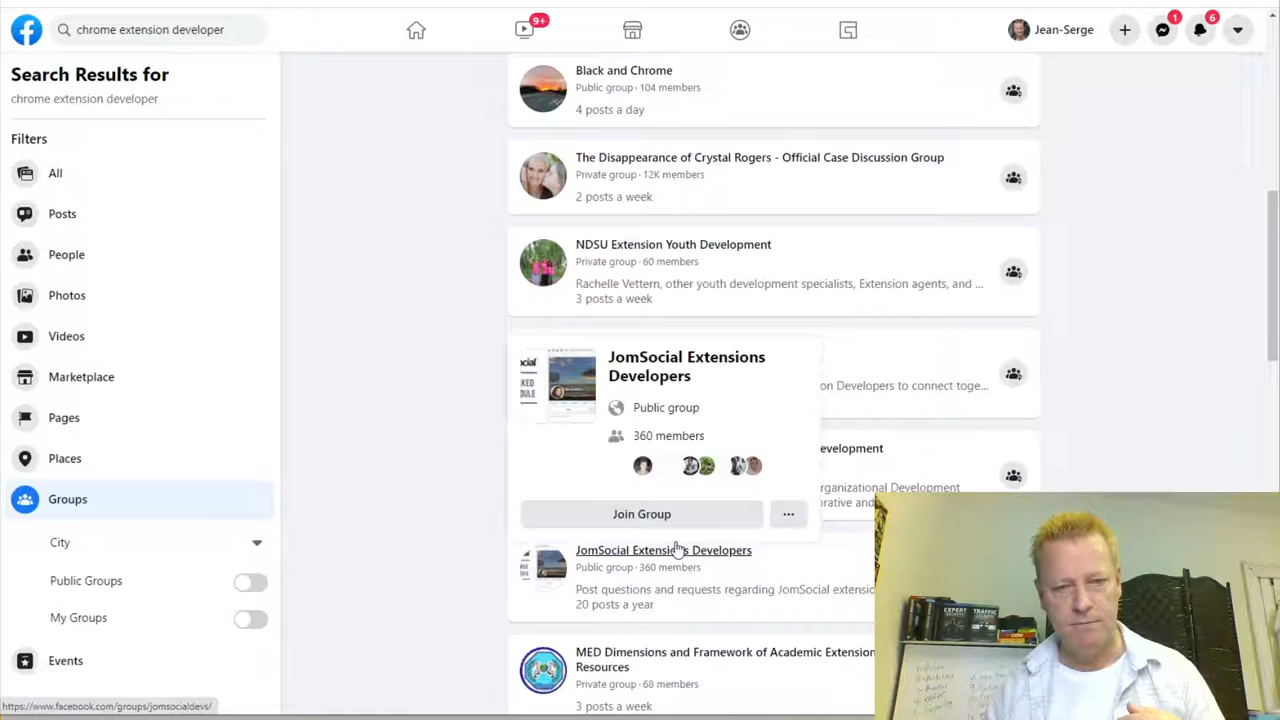 chrome extension developer
9+
Jean-Serge
1
6
Search Results for
chrome extension developer
Filters
All
Posts
People
Photos
Videos
Marketplace
Pages
Places
Groups
City
Public Groups
My Groups
Events
https://www.facebook.com/groups/jomsocialdevs/
Black and Chrome
Public group · 104 members
4 posts a day
The Disappearance of Crystal Rogers - Official Case Discussion Group
Private group · 12K members
2 posts a week
NDSU Extension Youth Development
Private group · 60 members
Rachelle Vettern, other youth development specialists, Extension agents, and ...
3 posts a week
JomSocial Extensions
Developers
Public group
360 members
Join Group
on Developers to connect toge...
evelopment
rganizational Development
orative and
JomSocial Extensions Developers
Public group · 360 members
Post questions and requests regarding JomSocial extensio
20 posts a year
MED Dimensions and Framework of Academic Extension
Resources
Private group · 68 members
3 posts a week
EXPERT
SECRETS
TRAFFIC
SECRETS